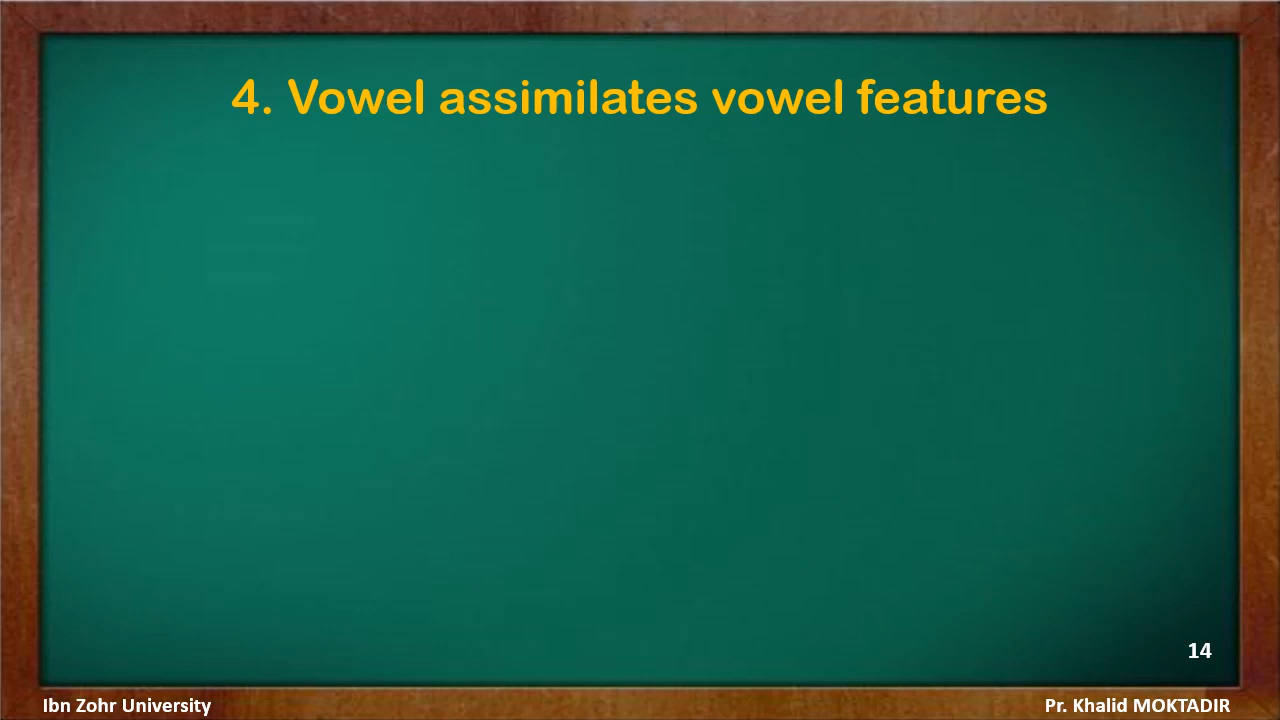 4. Vowel assimilates vowel features
14
Ibn Zohr University
Pr. Khalid MOKTADIR